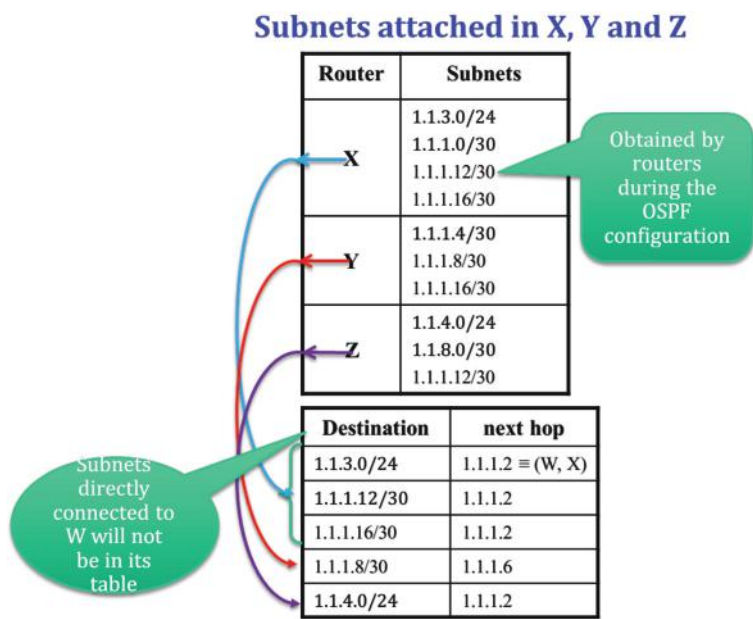 Subnets attached in X, Y and Z
Router Subnets
X
1.1.3.0/24
1.1.1.0/30
1.1.1.12/30
1.1.1.16/30
Y
1.1.1.4/30
1.1.1.8/30
1.1.1.16/30
Z
1.1.4.0/24
1.1.8.0/30
1.1.1.12/30
Obtained by
routers
during the
OSPF
configuration
Destination next hop
1.1.3.0/24 1.1.1.2 ≡ (W, X)
1.1.1.12/30 1.1.1.2
1.1.1.16/30 1.1.1.2
1.1.1.8/30 1.1.1.6
1.1.4.0/24 1.1.1.2
Subnets
directly
connected to
W will not
be in its
table